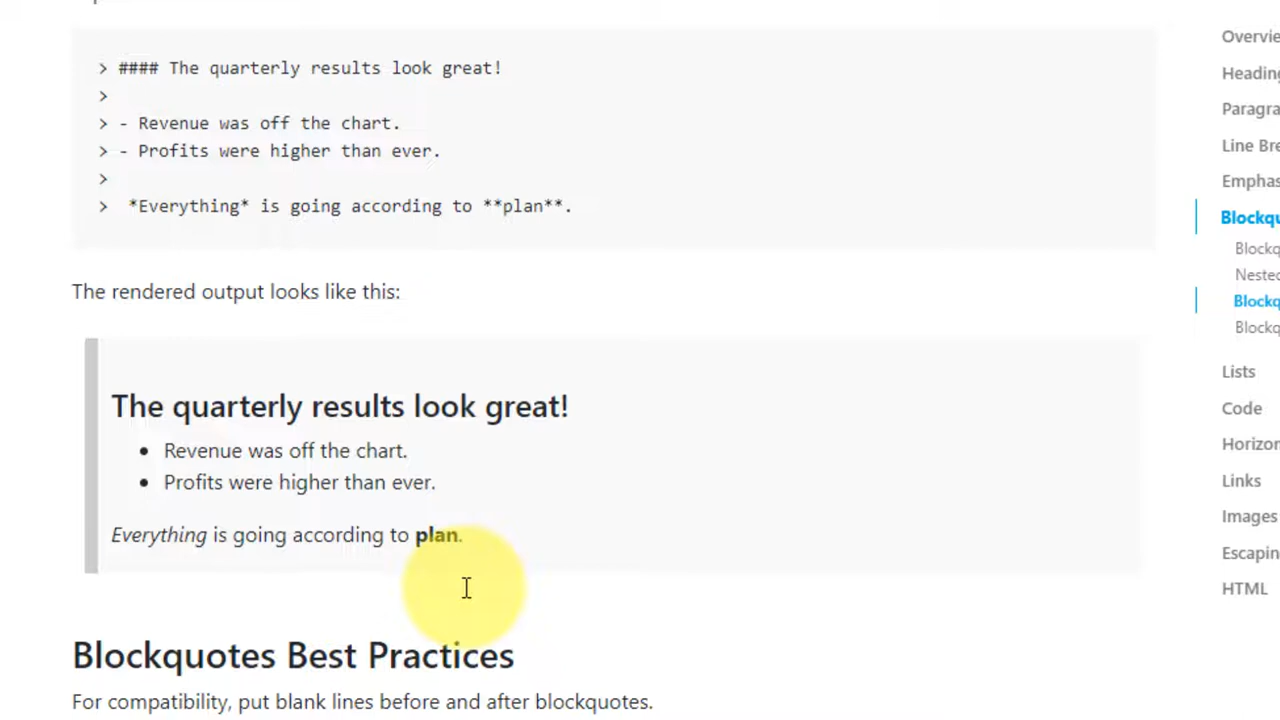 > #### The quarterly results look great!
>
> - Revenue was off the chart.
> - Profits were higher than ever.
>
>  *Everything* is going according to **plan**.
The rendered output looks like this:
The quarterly results look great!
• Revenue was off the chart.
• Profits were higher than ever.
Everything is going according to plan.
Blockquotes Best Practices
For compatibility, put blank lines before and after blockquotes.
Overvie
Heading
Paragra
Line Bre
Emphas
Blockqu
Blockq
Nested
Blockq
Blockq
Lists
Code
Horizon
Links
Images
Escapin
HTML